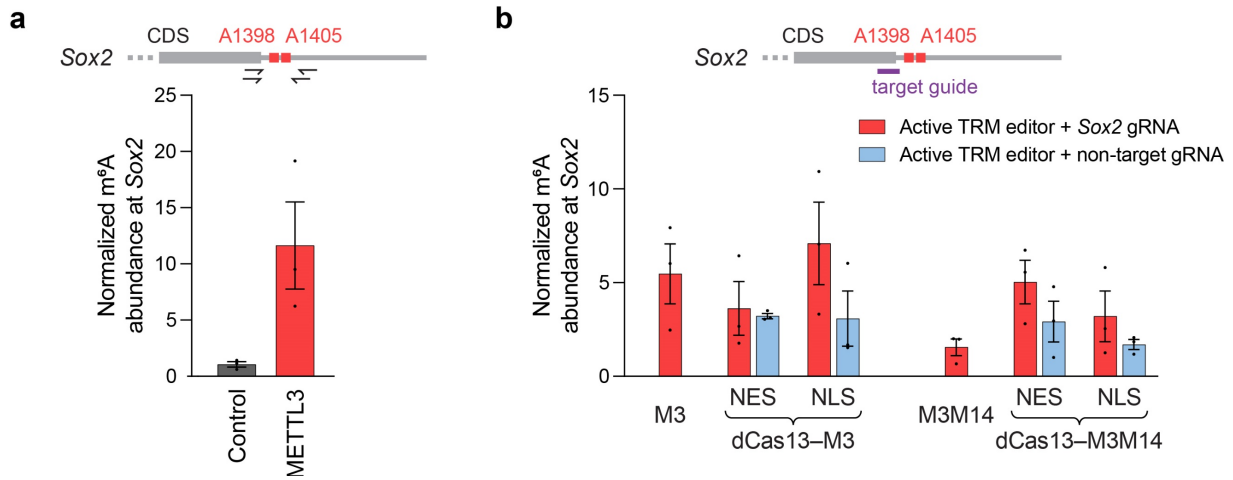 a
CDS A1398 A1405
Sox2
25
20
15
10
5
0
Normalized m⁶A
abundance at Sox2
Control
METTL3
b
CDS A1398 A1405
Sox2
target guide
15
10
5
0
Normalized m⁶A
abundance at Sox2
Active TRM editor + Sox2 gRNA
Active TRM editor + non-target gRNA
M3
NES NLS
dCas13–M3
M3M14
NES NLS
dCas13–M3M14